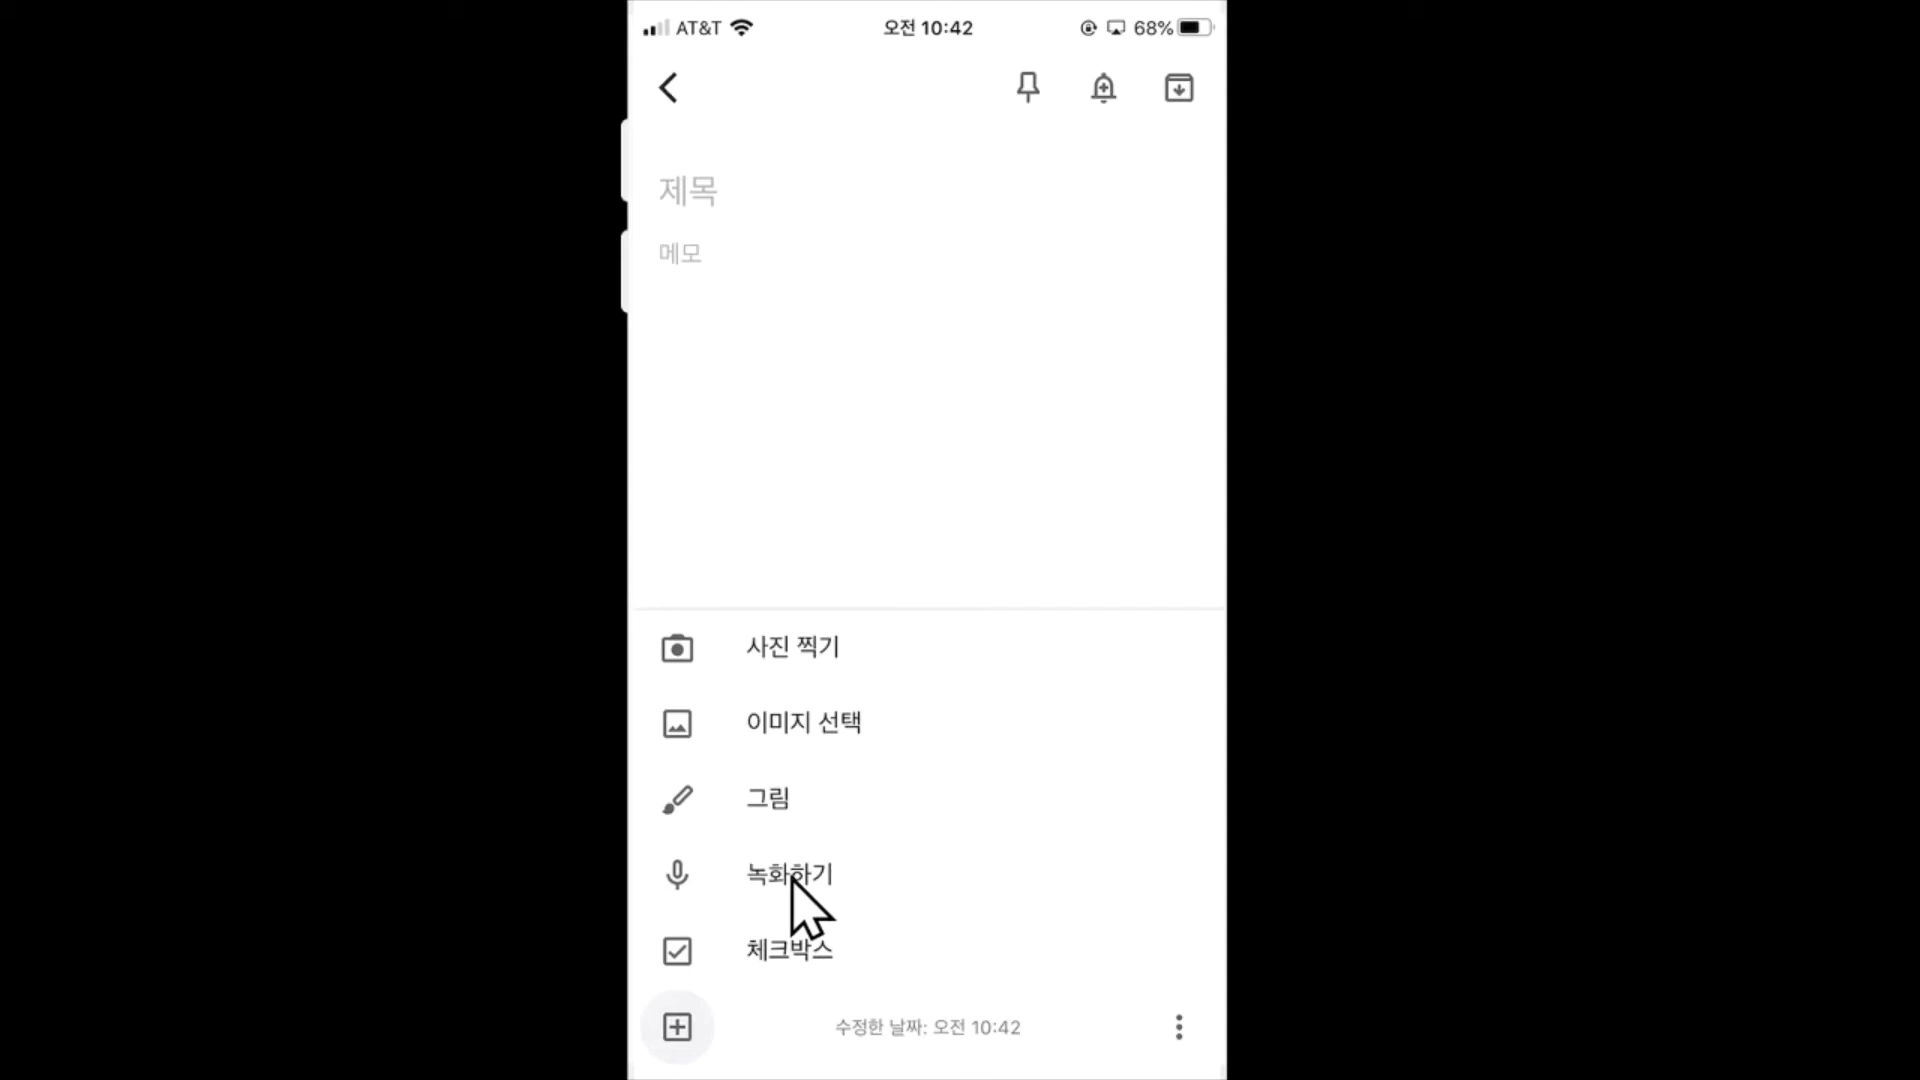 AT&T 오전 10:42 68%
제목
메모
사진 찍기
이미지 선택
그림
녹화하기
체크박스
수정한 날짜: 오전 10:42